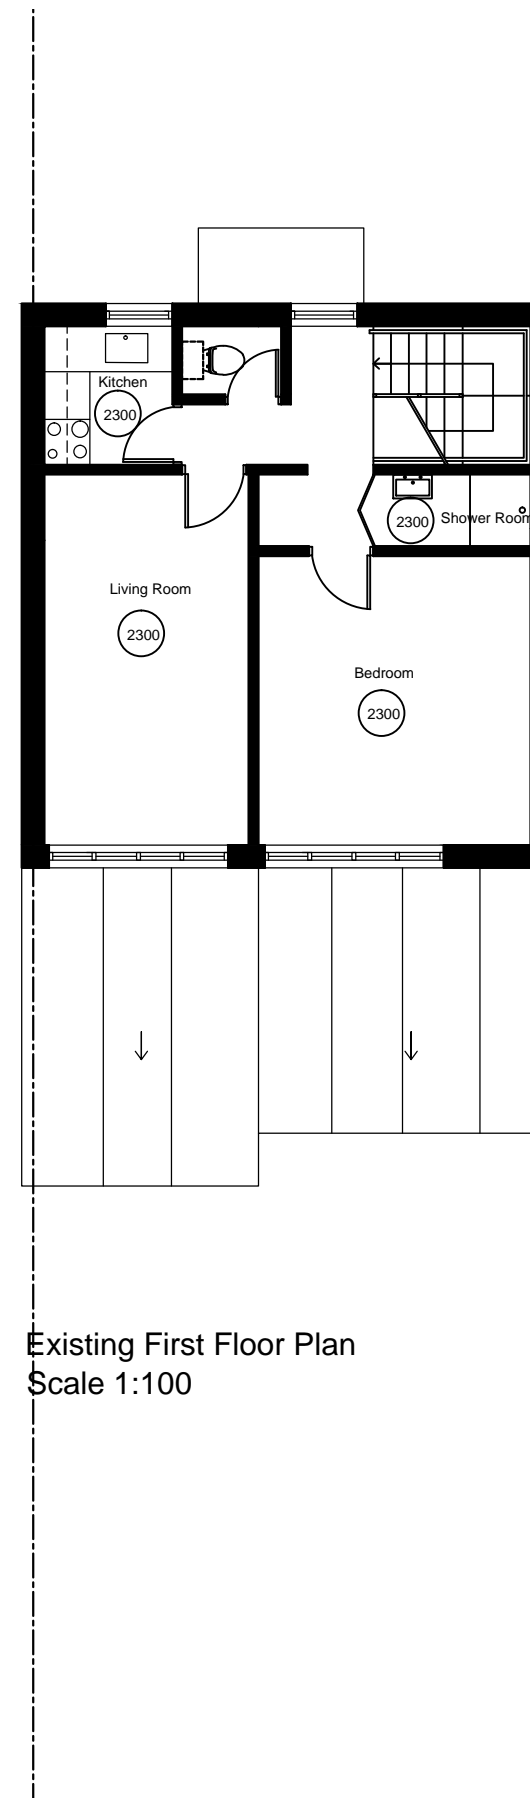 Kitchen
2300
2300
Shower Room
Living Room
2300
Bedroom
2300
Existing First Floor Plan
Scale 1:100